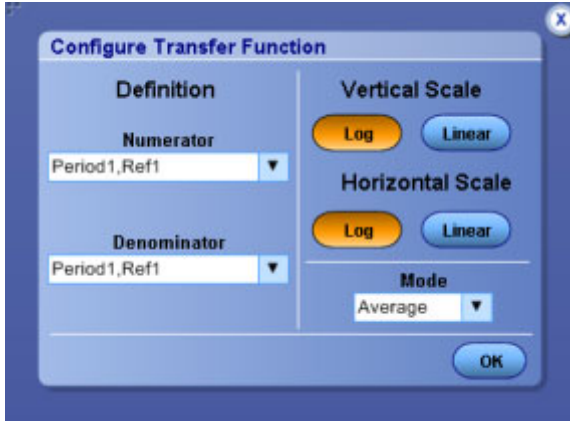 Configure Transfer Function
Definition
Numerator
Period1,Ref1
Denominator
Period1,Ref1
Vertical Scale
Log Linear
Horizontal Scale
Log Linear
Mode
Average
OK